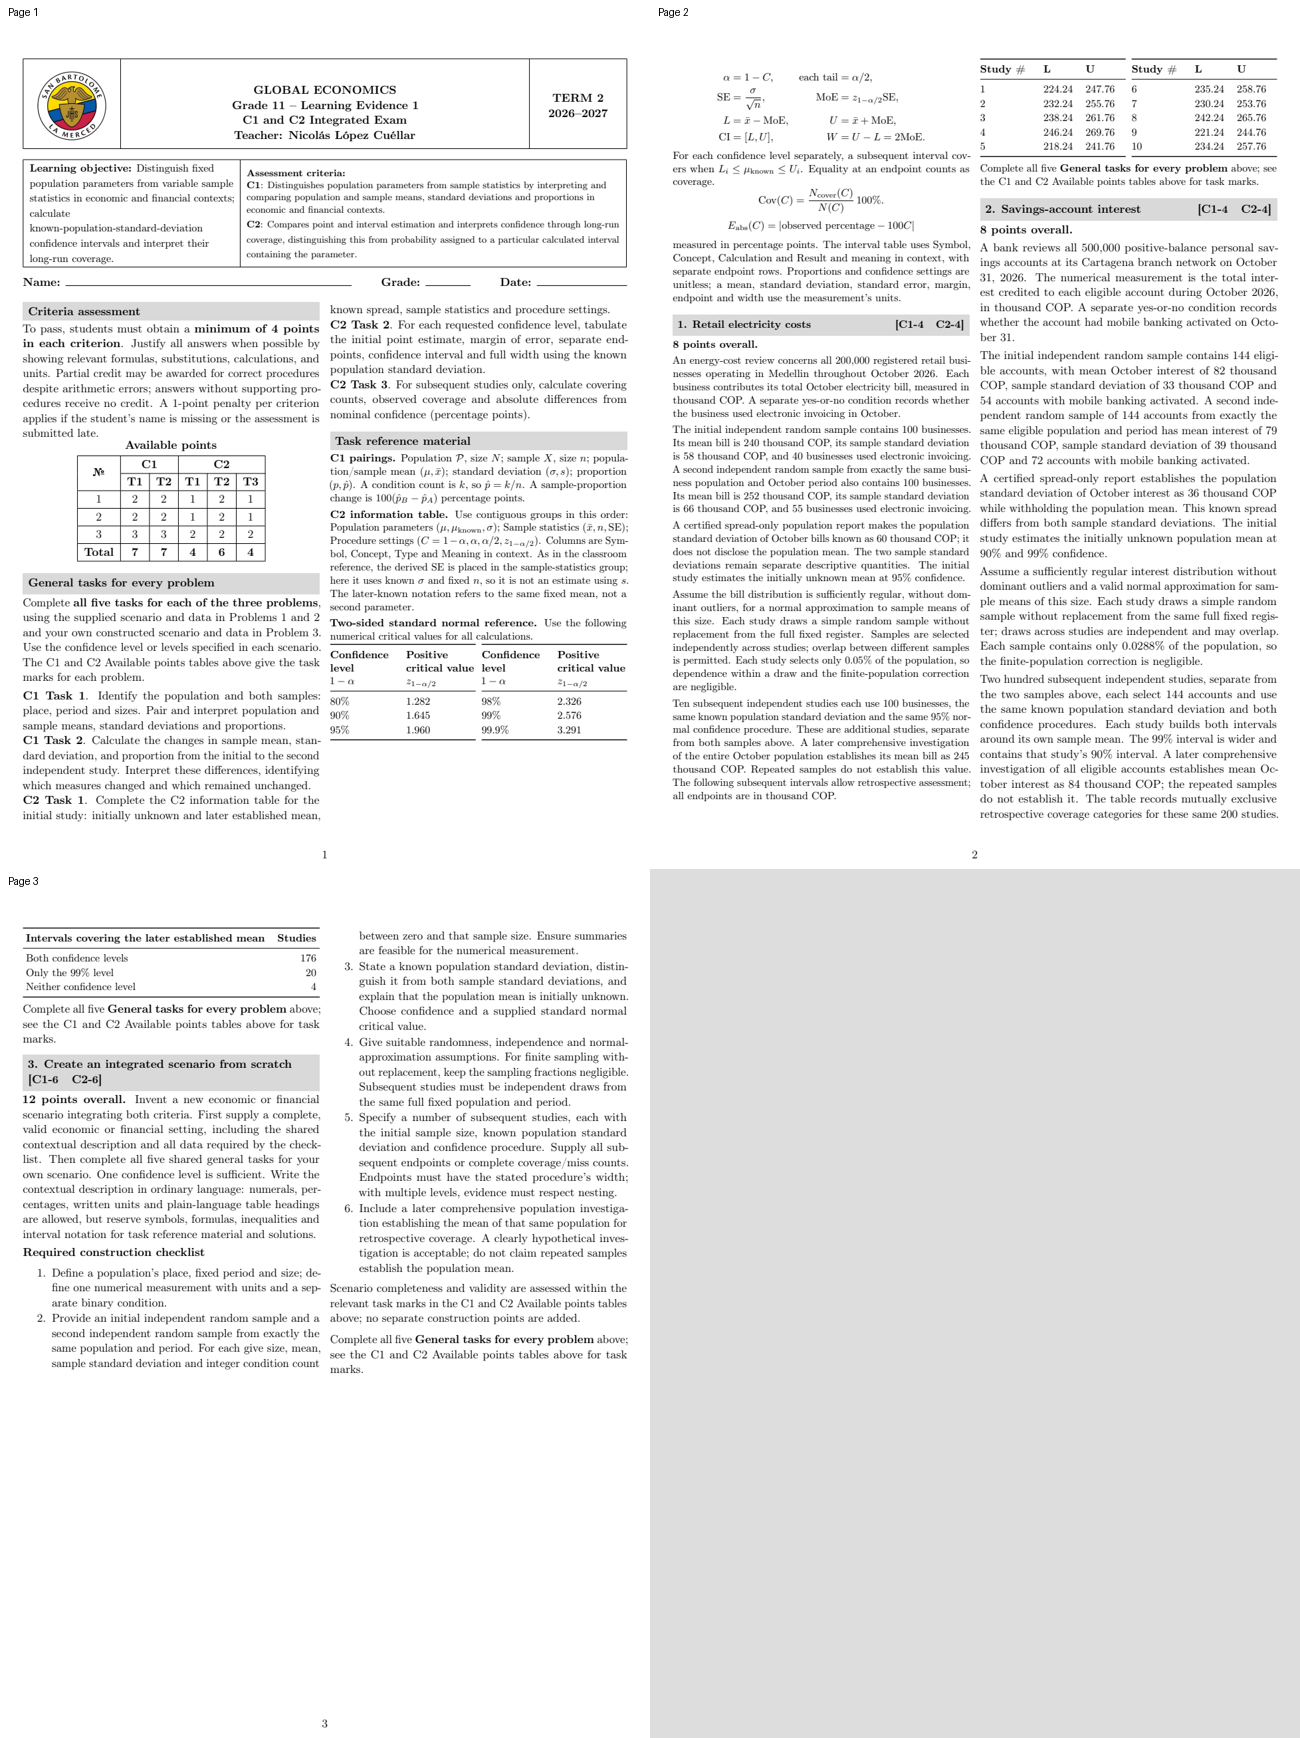 Page 1
SAN BARTOLOME
LA MERCED
GLOBAL ECONOMICS
Grade 11 – Learning Evidence 1
C1 and C2 Integrated Exam
Teacher: Nicolás López Cuéllar
TERM 2
2026–2027
Learning objective: Distinguish fixed
population parameters from variable sample
statistics in economic and financial contexts;
calculate
known-population-standard-deviation
confidence intervals and interpret their
long-run coverage.
Assessment criteria:
C1: Distinguishes population parameters from sample statistics by interpreting and
comparing population and sample means, standard deviations and proportions in
economic and financial contexts.
C2: Compares point and interval estimation and interprets confidence through long-run
coverage, distinguishing this from probability assigned to a particular calculated interval
containing the parameter.
Name: Grade: Date:
Criteria assessment
To pass, students must obtain a minimum of 4 points
in each criterion. Justify all answers when possible by
showing relevant formulas, substitutions, calculations, and
units. Partial credit may be awarded for correct procedures
despite arithmetic errors; answers without supporting pro-
cedures receive no credit. A 1-point penalty per criterion
applies if the student's name is missing or the assessment is
submitted late.
Available points
№ C1 C2
T1 T2 T1 T2 T3
1 2 2 1 2 1
2 2 2 1 2 1
3 3 3 2 2 2
Total 7 7 4 6 4
General tasks for every problem
Complete all five tasks for each of the three problems,
using the supplied scenario and data in Problems 1 and 2
and your own constructed scenario and data in Problem 3.
Use the confidence level or levels specified in each scenario.
The C1 and C2 Available points tables above give the task
marks for each problem.
C1 Task 1. Identify the population and both samples:
place, period and sizes. Pair and interpret population and
sample means, standard deviations and proportions.
C1 Task 2. Calculate the changes in sample mean, stan-
dard deviation, and proportion from the initial to the second
independent study. Interpret these differences, identifying
which measures changed and which remained unchanged.
C2 Task 1. Complete the C2 information table for the
initial study: initially unknown and later established mean,
known spread, sample statistics and procedure settings.
C2 Task 2. For each requested confidence level, tabulate
the initial point estimate, margin of error, separate end-
points, confidence interval and full width using the known
population standard deviation.
C2 Task 3. For subsequent studies only, calculate covering
counts, observed coverage and absolute differences from
nominal confidence (percentage points).
Task reference material
C1 pairings. Population 𝒫, size N; sample X, size n; popula-
tion/sample mean (μ, x̄); standard deviation (σ, s); proportion
(p, p̂). A condition count is k, so p̂ = k/n. A sample-proportion
change is 100(p̂_B − p̂_A) percentage points.
C2 information table. Use contiguous groups in this order:
Population parameters (μ, μ_known, σ); Sample statistics (x̄, n, SE);
Procedure settings (C = 1−α, α, α/2, z_{1−α/2}). Columns are Sym-
bol, Concept, Type and Meaning in context. As in the classroom
reference, the derived SE is placed in the sample-statistics group;
here it uses known σ and fixed n, so it is not an estimate using s.
The later-known notation refers to the same fixed mean, not a
second parameter.
Two-sided standard normal reference. Use the following
numerical critical values for all calculations.
Confidence Positive Confidence Positive
level critical value level critical value
1 − α z_{1−α/2} 1 − α z_{1−α/2}
80% 1.282 98% 2.326
90% 1.645 99% 2.576
95% 1.960 99.9% 3.291
1
Page 2
α = 1 − C, each tail = α/2,
SE = σ/√n, MoE = z_{1−α/2}SE,
L = x̄ − MoE, U = x̄ + MoE,
CI = [L, U], W = U − L = 2MoE.
For each confidence level separately, a subsequent interval cov-
ers when L_i ≤ μ_known ≤ U_i. Equality at an endpoint counts as
coverage.
Cov(C) = N_cover(C)/N(C) 100%.
E_abs(C) = |observed percentage − 100C|
measured in percentage points. The interval table uses Symbol,
Concept, Calculation and Result and meaning in context, with
separate endpoint rows. Proportions and confidence settings are
unitless; a mean, standard deviation, standard error, margin,
endpoint and width use the measurement's units.
1. Retail electricity costs [C1-4 C2-4]
8 points overall.
An energy-cost review concerns all 200,000 registered retail busi-
nesses operating in Medellin throughout October 2026. Each
business contributes its total October electricity bill, measured in
thousand COP. A separate yes-or-no condition records whether
the business used electronic invoicing in October.
The initial independent random sample contains 100 businesses.
Its mean bill is 240 thousand COP, its sample standard deviation
is 58 thousand COP, and 40 businesses used electronic invoicing.
A second independent random sample from exactly the same busi-
ness population and October period also contains 100 businesses.
Its mean bill is 252 thousand COP, its sample standard deviation
is 66 thousand COP, and 55 businesses used electronic invoicing.
A certified spread-only population report makes the population
standard deviation of October bills known as 60 thousand COP; it
does not disclose the population mean. The two sample standard
deviations remain separate descriptive quantities. The initial
study estimates the initially unknown mean at 95% confidence.
Assume the bill distribution is sufficiently regular, without dom-
inant outliers, for a normal approximation to sample means of
this size. Each study draws a simple random sample without
replacement from the full fixed register. Samples are selected
independently across studies; overlap between different samples
is permitted. Each study selects only 0.05% of the population, so
dependence within a draw and the finite-population correction
are negligible.
Ten subsequent independent studies each use 100 businesses, the
same known population standard deviation and the same 95% nor-
mal confidence procedure. These are additional studies, separate
from both samples above. A later comprehensive investigation
of the entire October population establishes its mean bill as 245
thousand COP. Repeated samples do not establish this value.
The following subsequent intervals allow retrospective assessment;
all endpoints are in thousand COP.
Study # L U Study # L U
1 224.24 247.76 6 235.24 258.76
2 232.24 255.76 7 230.24 253.76
3 238.24 261.76 8 242.24 265.76
4 246.24 269.76 9 221.24 244.76
5 218.24 241.76 10 234.24 257.76
Complete all five General tasks for every problem above; see
the C1 and C2 Available points tables above for task marks.
2. Savings-account interest [C1-4 C2-4]
8 points overall.
A bank reviews all 500,000 positive-balance personal sav-
ings accounts at its Cartagena branch network on October
31, 2026. The numerical measurement is the total inter-
est credited to each eligible account during October 2026,
in thousand COP. A separate yes-or-no condition records
whether the account had mobile banking activated on Octo-
ber 31.
The initial independent random sample contains 144 eligi-
ble accounts, with mean October interest of 82 thousand
COP, sample standard deviation of 33 thousand COP and
54 accounts with mobile banking activated. A second inde-
pendent random sample of 144 accounts from exactly the
same eligible population and period has mean interest of 79
thousand COP, sample standard deviation of 39 thousand
COP and 72 accounts with mobile banking activated.
A certified spread-only report establishes the population
standard deviation of October interest as 36 thousand COP
while withholding the population mean. This known spread
differs from both sample standard deviations. The initial
study estimates the initially unknown population mean at
90% and 99% confidence.
Assume a sufficiently regular interest distribution without
dominant outliers and a valid normal approximation for sam-
ple means of this size. Each study draws a simple random
sample without replacement from the same full fixed regis-
ter; draws across studies are independent and may overlap.
Each sample contains only 0.0288% of the population, so
the finite-population correction is negligible.
Two hundred subsequent independent studies, separate from
the two samples above, each select 144 accounts and use
the same known population standard deviation and both
confidence procedures. Each study builds both intervals
around its own sample mean. The 99% interval is wider and
contains that study's 90% interval. A later comprehensive
investigation of all eligible accounts establishes mean Oc-
tober interest as 84 thousand COP; the repeated samples
do not establish it. The table records mutually exclusive
retrospective coverage categories for these same 200 studies.
2
Page 3
Intervals covering the later established mean Studies
Both confidence levels 176
Only the 99% level 20
Neither confidence level 4
Complete all five General tasks for every problem above;
see the C1 and C2 Available points tables above for task
marks.
3. Create an integrated scenario from scratch
[C1-6 C2-6]
12 points overall. Invent a new economic or financial
scenario integrating both criteria. First supply a complete,
valid economic or financial setting, including the shared
contextual description and all data required by the check-
list. Then complete all five shared general tasks for your
own scenario. One confidence level is sufficient. Write the
contextual description in ordinary language: numerals, per-
centages, written units and plain-language table headings
are allowed, but reserve symbols, formulas, inequalities and
interval notation for task reference material and solutions.
Required construction checklist
1. Define a population's place, fixed period and size; de-
fine one numerical measurement with units and a sep-
arate binary condition.
2. Provide an initial independent random sample and a
second independent random sample from exactly the
same population and period. For each give size, mean,
sample standard deviation and integer condition count
between zero and that sample size. Ensure summaries
are feasible for the numerical measurement.
3. State a known population standard deviation, distin-
guish it from both sample standard deviations, and
explain that the population mean is initially unknown.
Choose confidence and a supplied standard normal
critical value.
4. Give suitable randomness, independence and normal-
approximation assumptions. For finite sampling with-
out replacement, keep the sampling fractions negligible.
Subsequent studies must be independent draws from
the same full fixed population and period.
5. Specify a number of subsequent studies, each with
the initial sample size, known population standard
deviation and confidence procedure. Supply all sub-
sequent endpoints or complete coverage/miss counts.
Endpoints must have the stated procedure's width;
with multiple levels, evidence must respect nesting.
6. Include a later comprehensive population investiga-
tion establishing the mean of that same population for
retrospective coverage. A clearly hypothetical inves-
tigation is acceptable; do not claim repeated samples
establish the population mean.
Scenario completeness and validity are assessed within the
relevant task marks in the C1 and C2 Available points tables
above; no separate construction points are added.
Complete all five General tasks for every problem above;
see the C1 and C2 Available points tables above for task
marks.
3